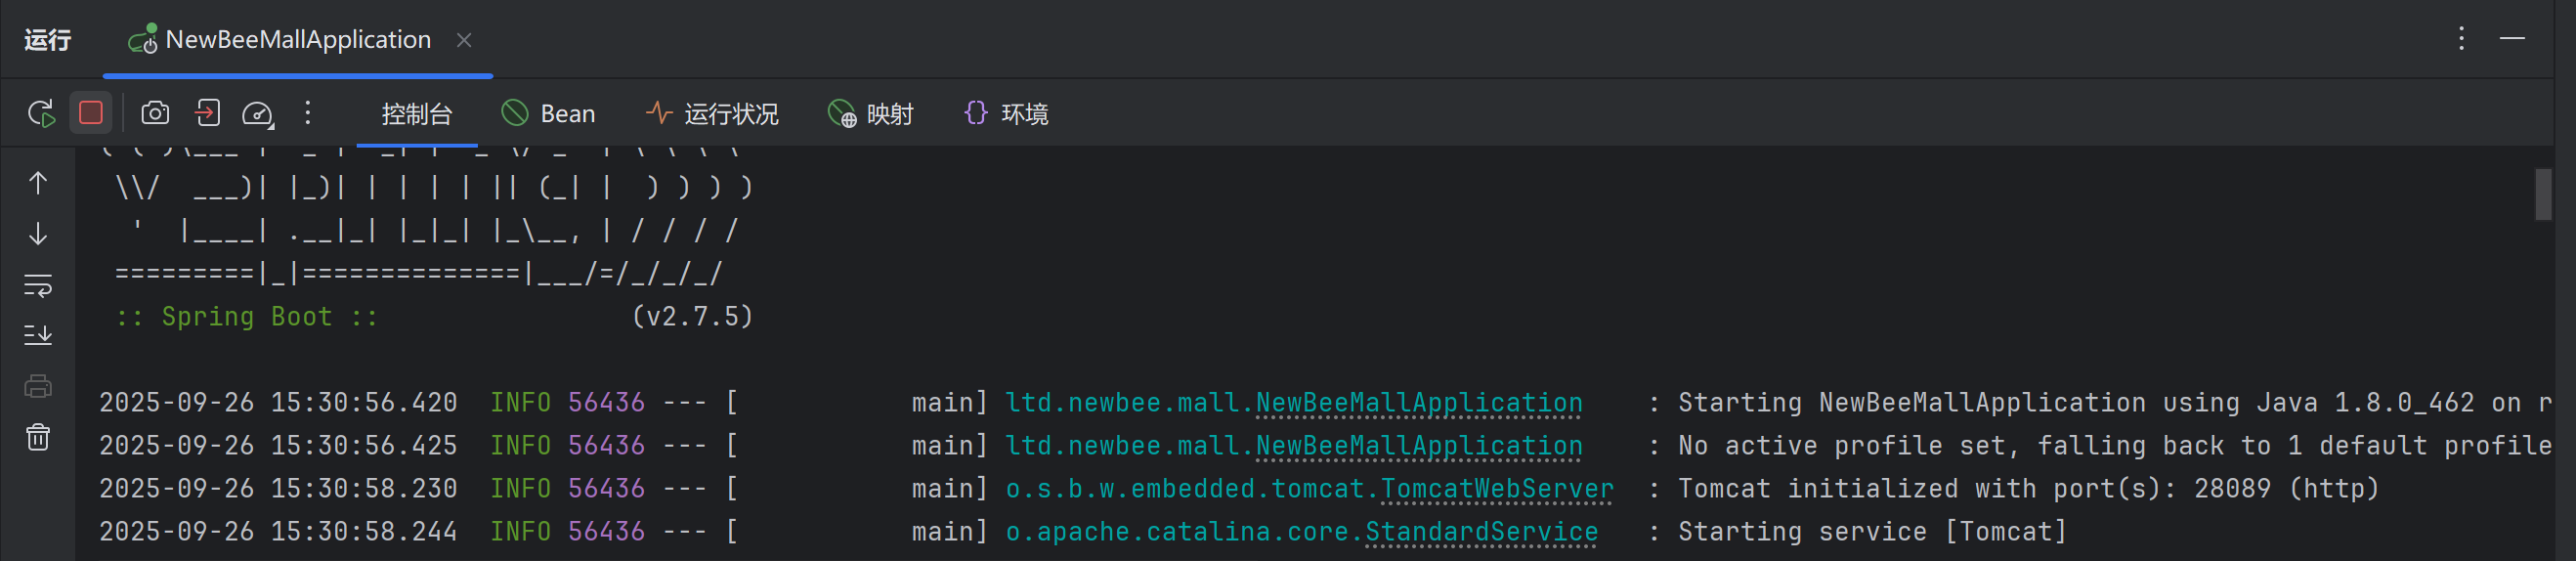 运行 NewBeeMallApplication
控制台 Bean 运行状况 映射 环境
\\/  ___)| |_)| | | | | || (_| |  ) ) ) )
'  |____| .__|_| |_|_| |_\__, | / / / /
=========|_|==============|___/=/_/_/_/
:: Spring Boot ::                (v2.7.5)
2025-09-26 15:30:56.420  INFO 56436 --- [           main] ltd.newbee.mall.NewBeeMallApplication    : Starting NewBeeMallApplication using Java 1.8.0_462 on r
2025-09-26 15:30:56.425  INFO 56436 --- [           main] ltd.newbee.mall.NewBeeMallApplication    : No active profile set, falling back to 1 default profile
2025-09-26 15:30:58.230  INFO 56436 --- [           main] o.s.b.w.embedded.tomcat.TomcatWebServer  : Tomcat initialized with port(s): 28089 (http)
2025-09-26 15:30:58.244  INFO 56436 --- [           main] o.apache.catalina.core.StandardService   : Starting service [Tomcat]